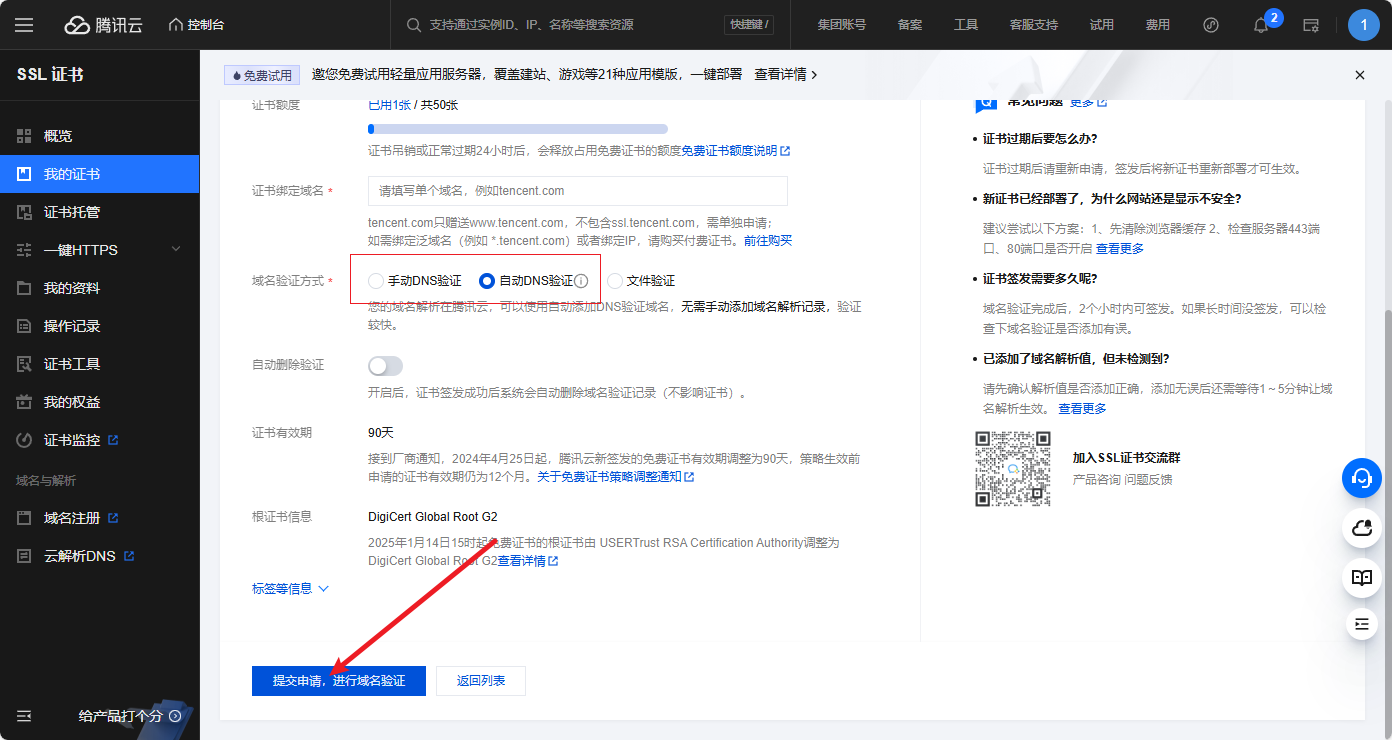 腾讯云
控制台
支持通过实例ID、IP、名称等搜索资源
快捷键 /
集团账号
备案
工具
客服支持
试用
费用
2
1
SSL 证书
概览
我的证书
证书托管
一键HTTPS
我的资料
操作记录
证书工具
我的权益
证书监控
域名与解析
域名注册
云解析DNS
给产品打个分
免费试用
邀您免费试用轻量应用服务器，覆盖建站、游戏等21种应用模版，一键部署 查看详情
证书额度
已用1张 / 共50张
证书吊销或正常过期24小时后，会释放占用免费证书的额度免费证书额度说明
证书绑定域名 *
请填写单个域名，例如tencent.com
tencent.com只赠送www.tencent.com，不包含ssl.tencent.com，需单独申请；
如需绑定泛域名（例如 *.tencent.com）或者绑定IP，请购买付费证书。前往购买
域名验证方式 *
手动DNS验证
自动DNS验证
文件验证
您的域名解析在腾讯云，可以使用自动添加DNS验证域名，无需手动添加域名解析记录，验证
较快。
自动删除验证
开启后，证书签发成功后系统会自动删除域名验证记录（不影响证书）。
证书有效期
90天
接到厂商通知，2024年4月25日起，腾讯云新签发的免费证书有效期调整为90天，策略生效前
申请的证书有效期仍为12个月。关于免费证书策略调整通知
根证书信息
DigiCert Global Root G2
2025年1月14日15时起免费证书的根证书由 USERTrust RSA Certification Authority调整为
DigiCert Global Root G2查看详情
标签等信息
提交申请，进行域名验证
返回列表
常见问题 更多
• 证书过期后要怎么办?
证书过期后请重新申请，签发后将新证书重新部署才可生效。
• 新证书已经部署了，为什么网站还是显示不安全?
建议尝试以下方案：1、先清除浏览器缓存 2、检查服务器443端
口、80端口是否开启 查看更多
• 证书签发需要多久呢?
域名验证完成后，2个小时内可签发。如果长时间没签发，可以检
查下域名验证是否添加有误。
• 已添加了域名解析值，但未检测到?
请先确认解析值是否添加正确，添加无误后还需等待1～5分钟让域
名解析生效。 查看更多
加入SSL证书交流群
产品咨询 问题反馈